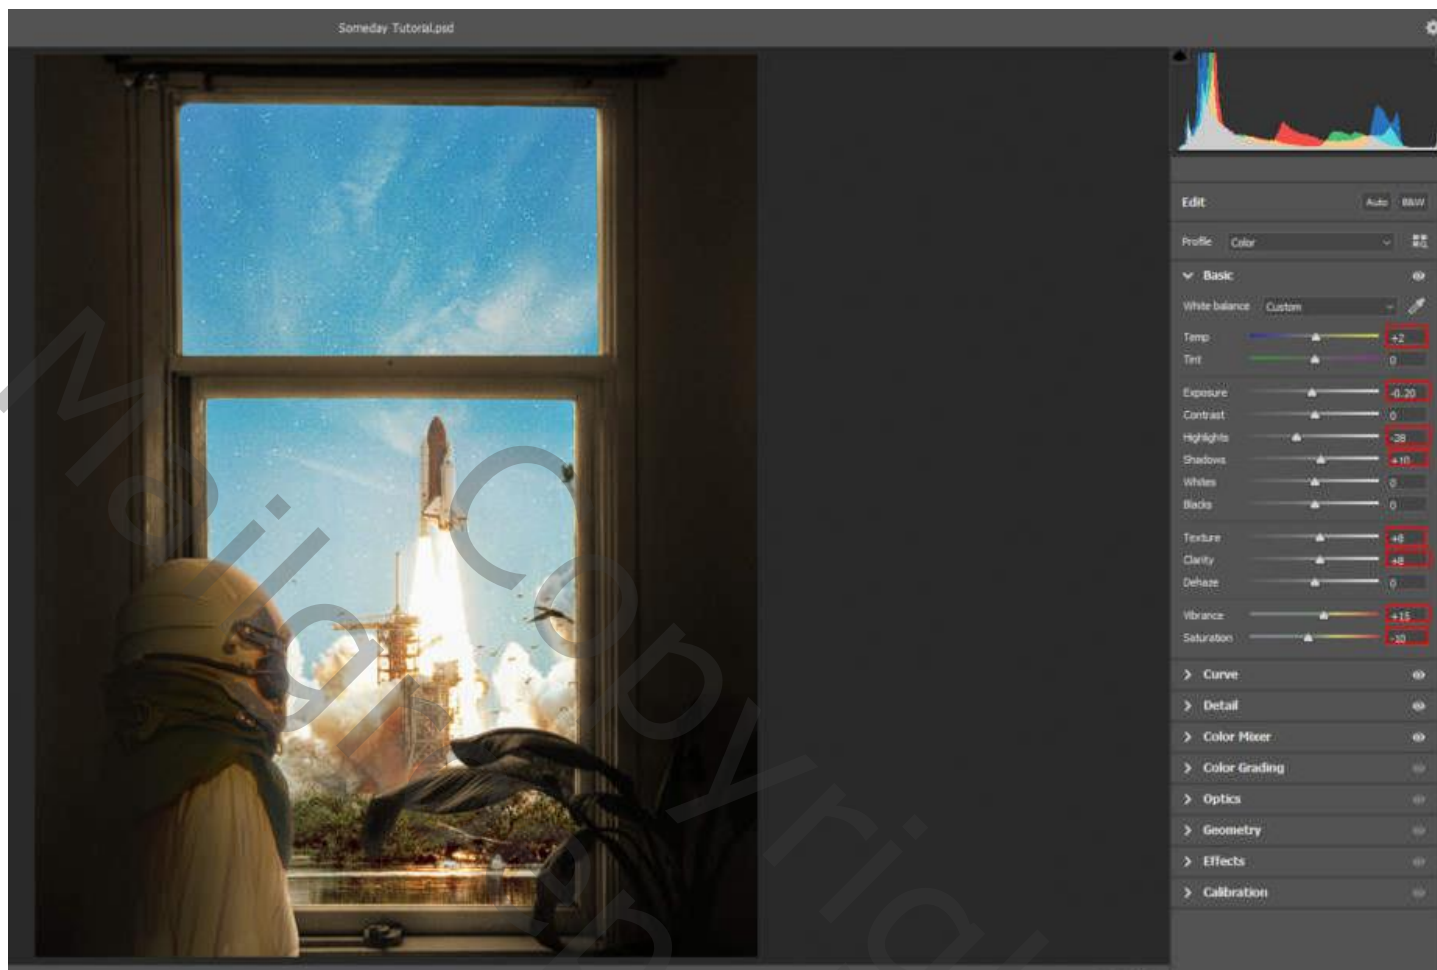 Someday Tutorial.psd
Edit Auto B&W
Profile Color
Basic
White balance Custom
Temp +2
Tint 0
Exposure -0.20
Contrast 0
Highlights -28
Shadows +10
Whites 0
Blacks 0
Texture +8
Clarity +8
Dehaze 0
Vibrance +15
Saturation -10
Curve
Detail
Color Mixer
Color Grading
Optics
Geometry
Effects
Calibration
Copyrigh